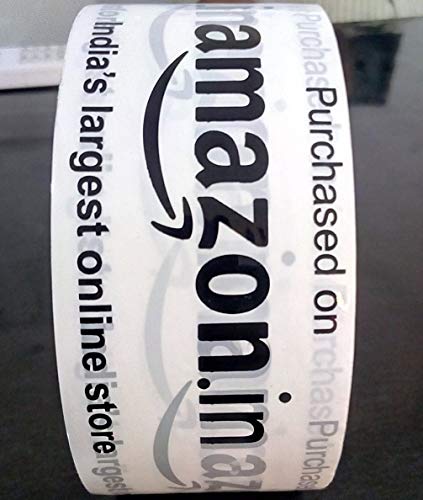 Purchased on
amazon.in
India's largest online store